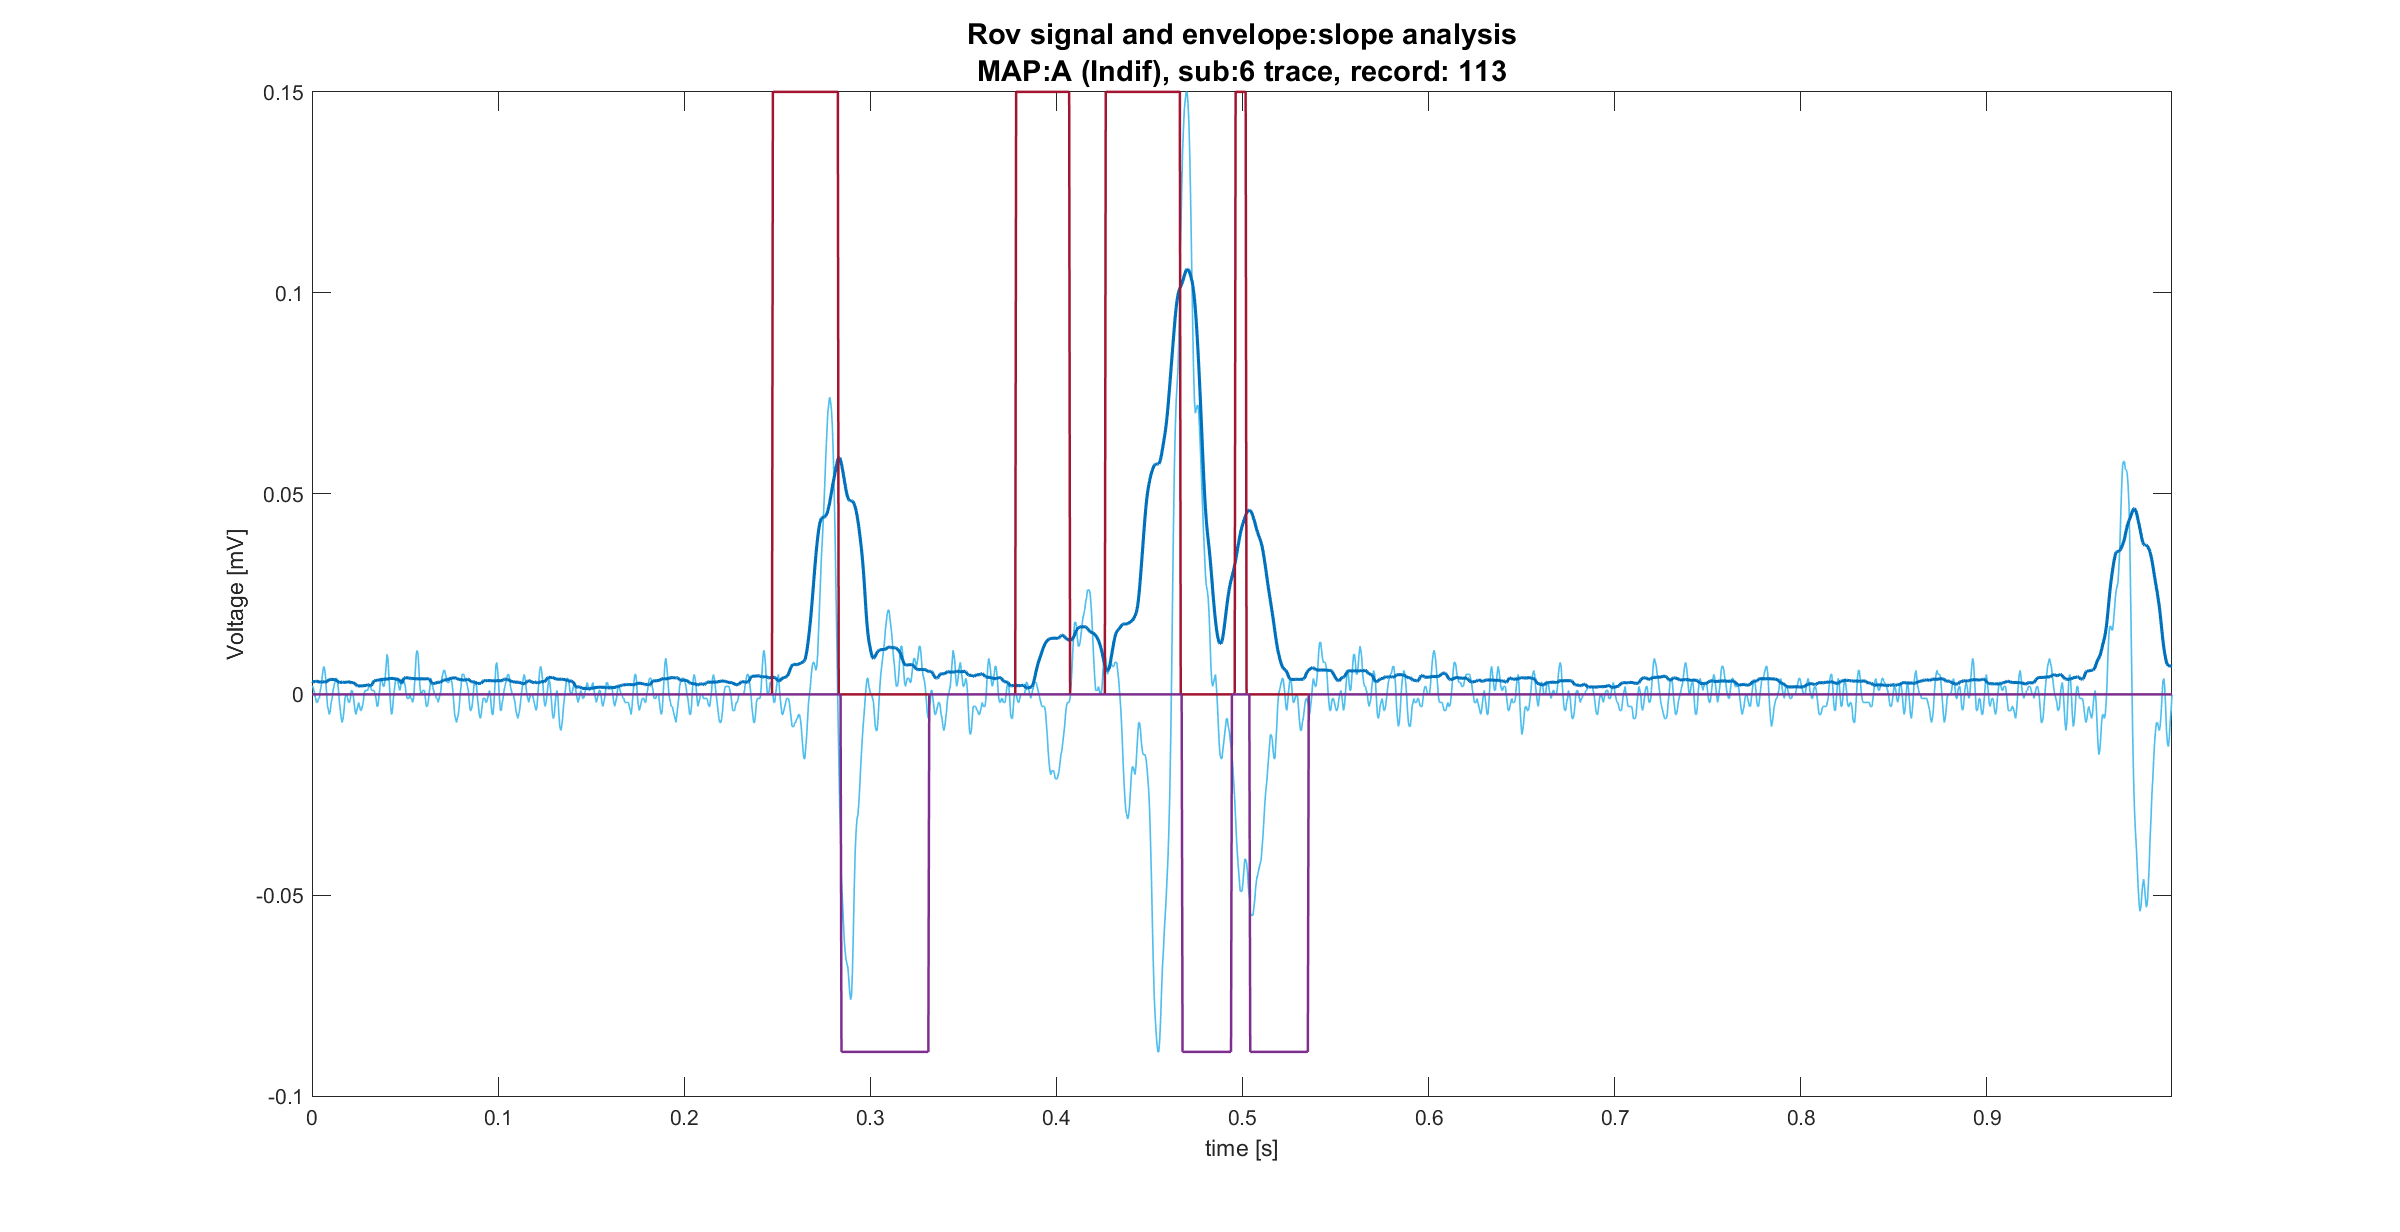 Rov signal and envelope:slope analysis
MAP:A (Indif), sub:6 trace, record: 113
0.15
0.1
0.05
0
-0.05
-0.1
Voltage [mV]
0 0.1 0.2 0.3 0.4 0.5 0.6 0.7 0.8 0.9
time [s]